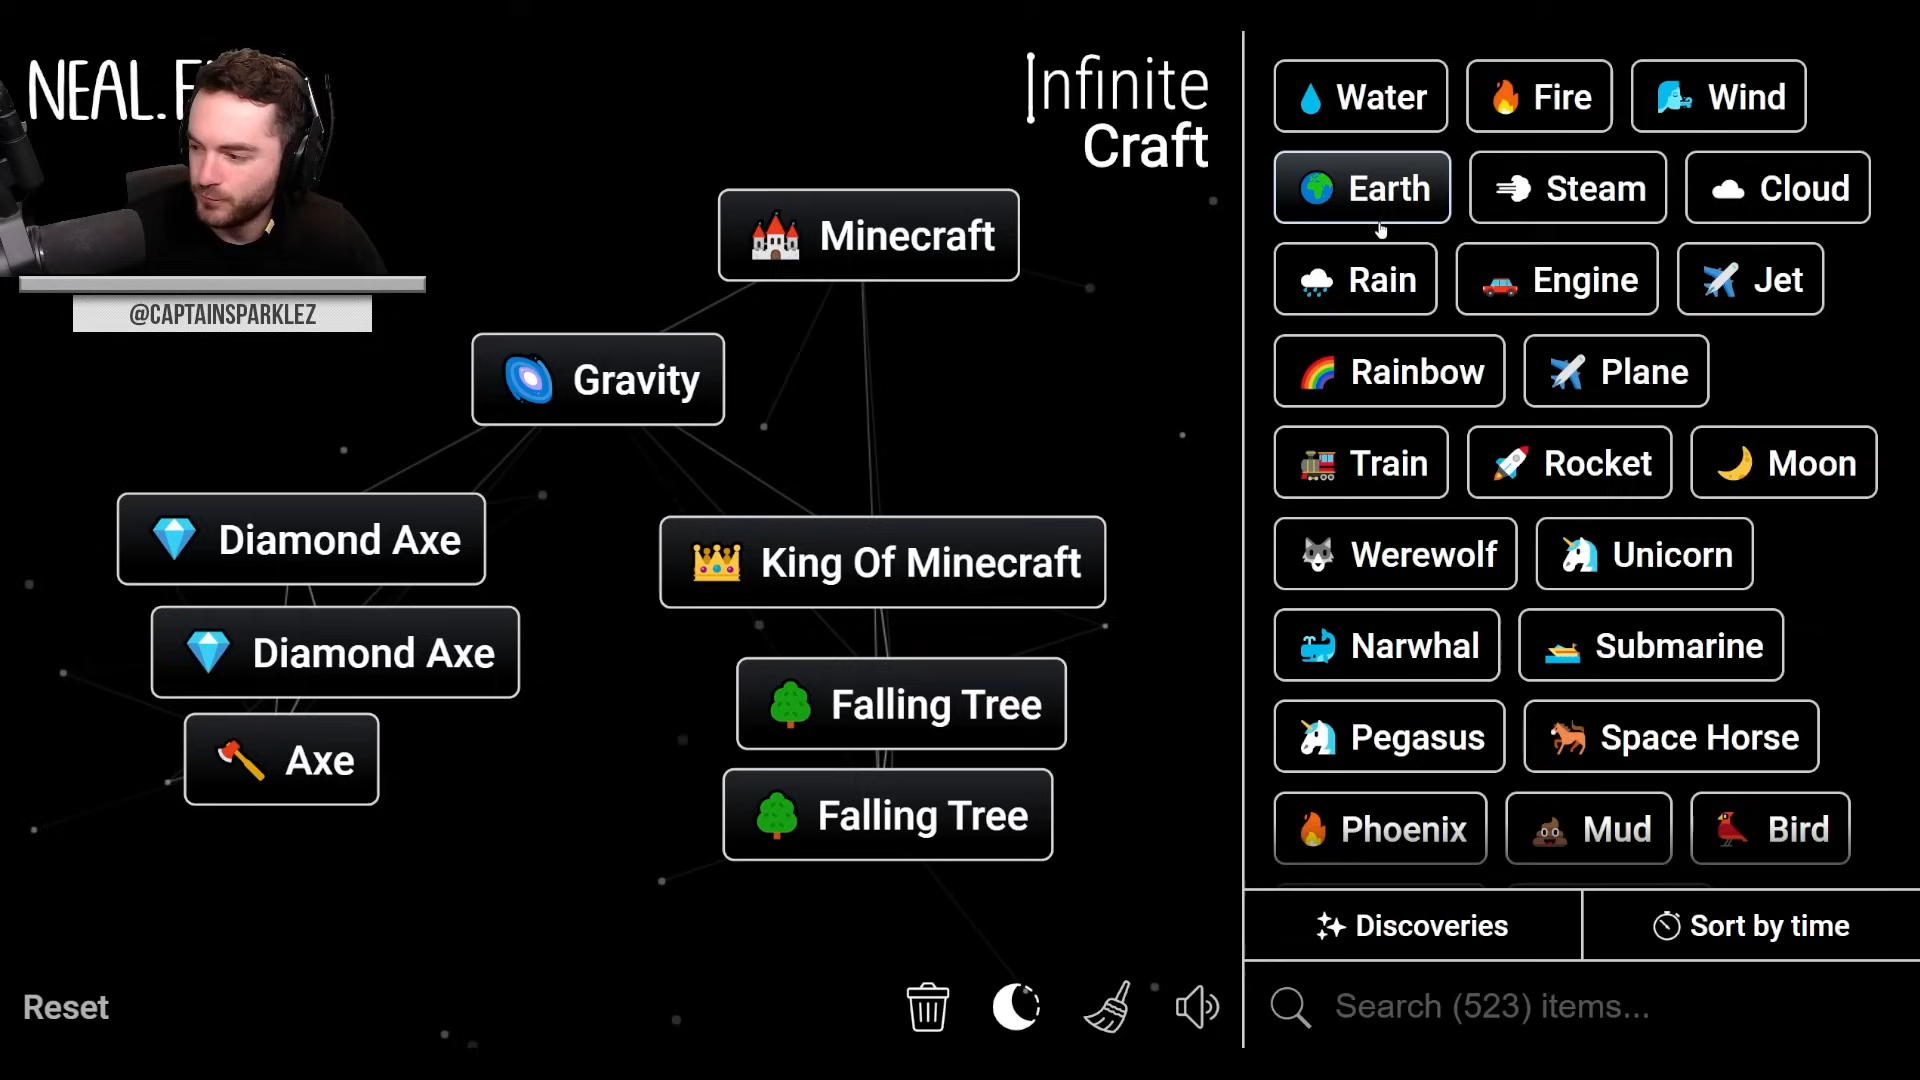 NEAL.F
@CAPTAINSPARKLEZ
Infinite
Craft
Minecraft
Gravity
Diamond Axe
King Of Minecraft
Diamond Axe
Falling Tree
Axe
Falling Tree
Reset
Water Fire Wind
Earth Steam Cloud
Rain Engine Jet
Rainbow Plane
Train Rocket Moon
Werewolf Unicorn
Narwhal Submarine
Pegasus Space Horse
Phoenix Mud Bird
Discoveries Sort by time
Search (523) items...